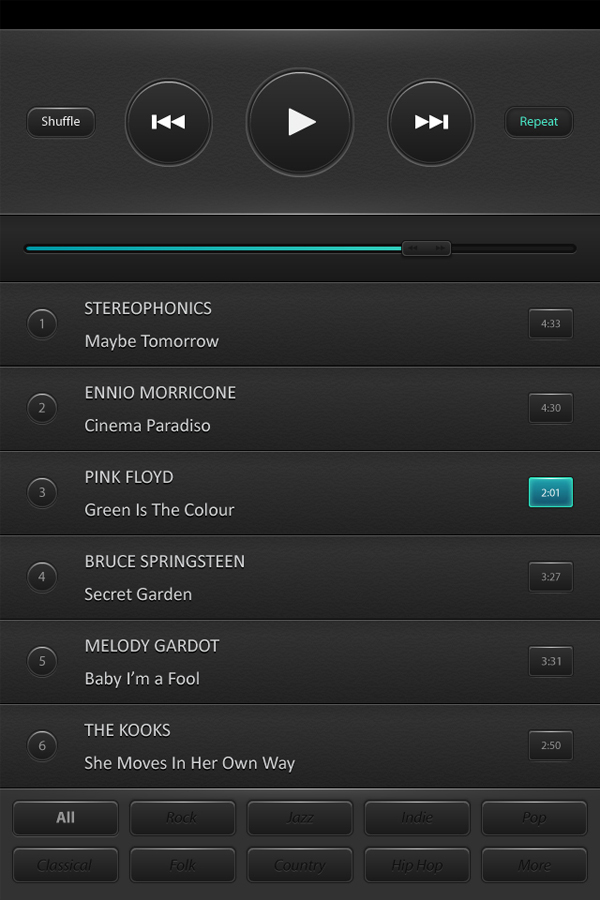 Shuffle
Repeat
1
STEREOPHONICS
Maybe Tomorrow
4:33
2
ENNIO MORRICONE
Cinema Paradiso
4:30
3
PINK FLOYD
Green Is The Colour
2:01
4
BRUCE SPRINGSTEEN
Secret Garden
3:27
5
MELODY GARDOT
Baby I’m a Fool
3:31
6
THE KOOKS
She Moves In Her Own Way
2:50
All Rock Jazz Indie Pop
Classical Folk Country Hip Hop More